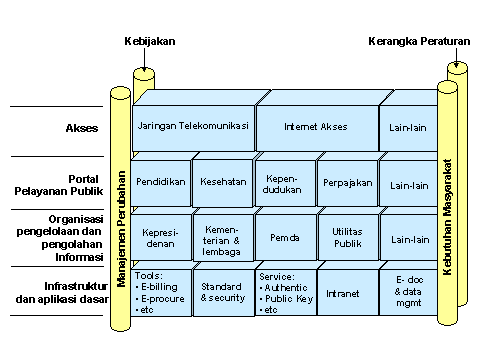 Kebijakan
Kerangka Peraturan
Akses
Jaringan Telekomunikasi
Internet Akses
Lain-lain
Portal
Pelayanan Publik
Pendidikan
Kesehatan
Kepen-
dudukan
Perpajakan
Lain-lain
Organisasi
pengelolaan dan
pengolahan
Informasi
Kepresi-
denan
Kemen-
terian &
lembaga
Pemda
Utilitas
Publik
Lain-lain
Infrastruktur
dan aplikasi dasar
Tools:
• E-billing
• E-procure
• etc
Standard
& security
Service:
• Authentic
• Public Key
• etc
Intranet
E- doc
& data
mgmt
Manajemen Perubahan
Kebutuhan Masyarakat